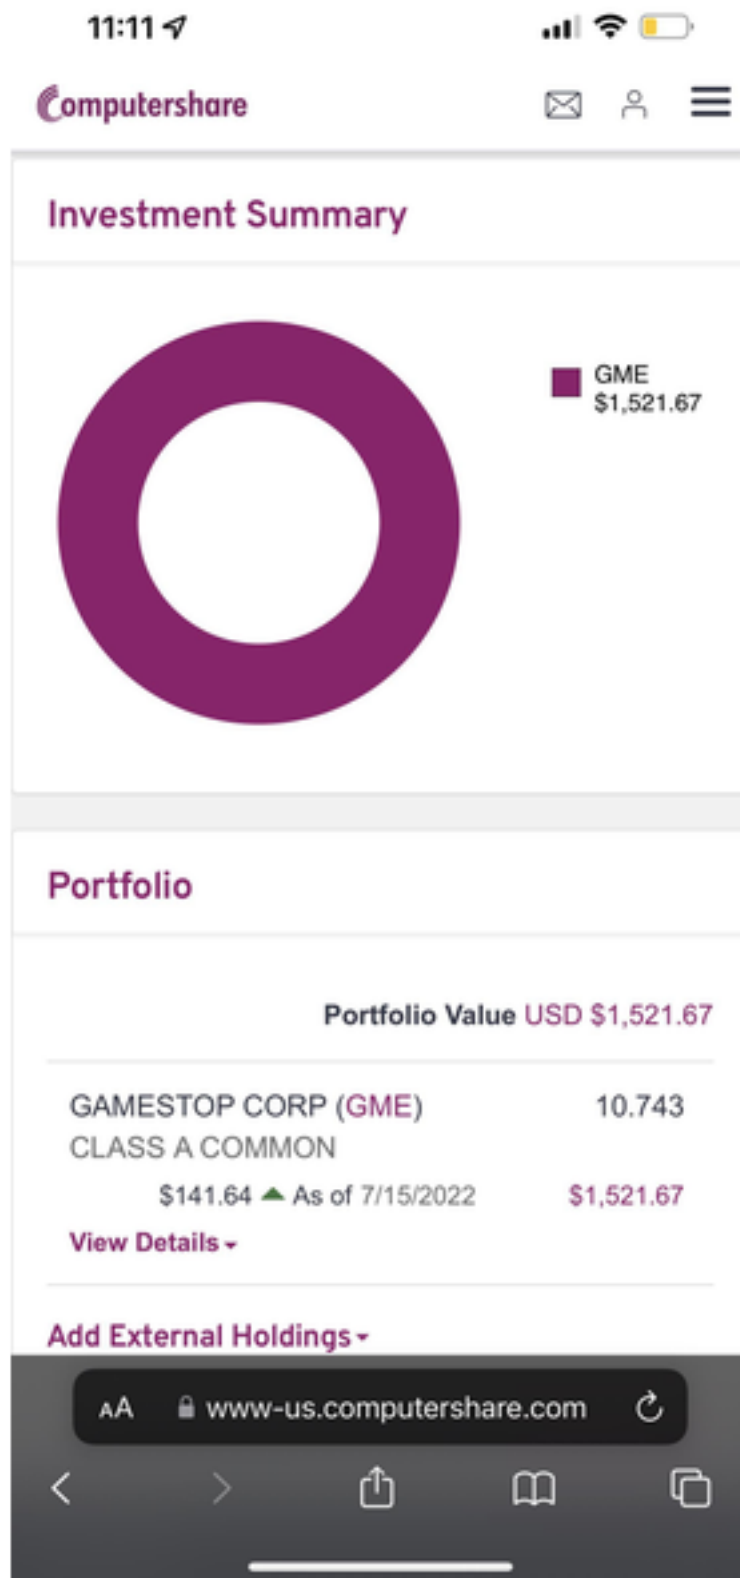 11:11
Computershare
Investment Summary
GME
$1,521.67
Portfolio
Portfolio Value USD $1,521.67
GAMESTOP CORP (GME) 10.743
CLASS A COMMON
$141.64 As of 7/15/2022 $1,521.67
View Details
Add External Holdings
AA www-us.computershare.com